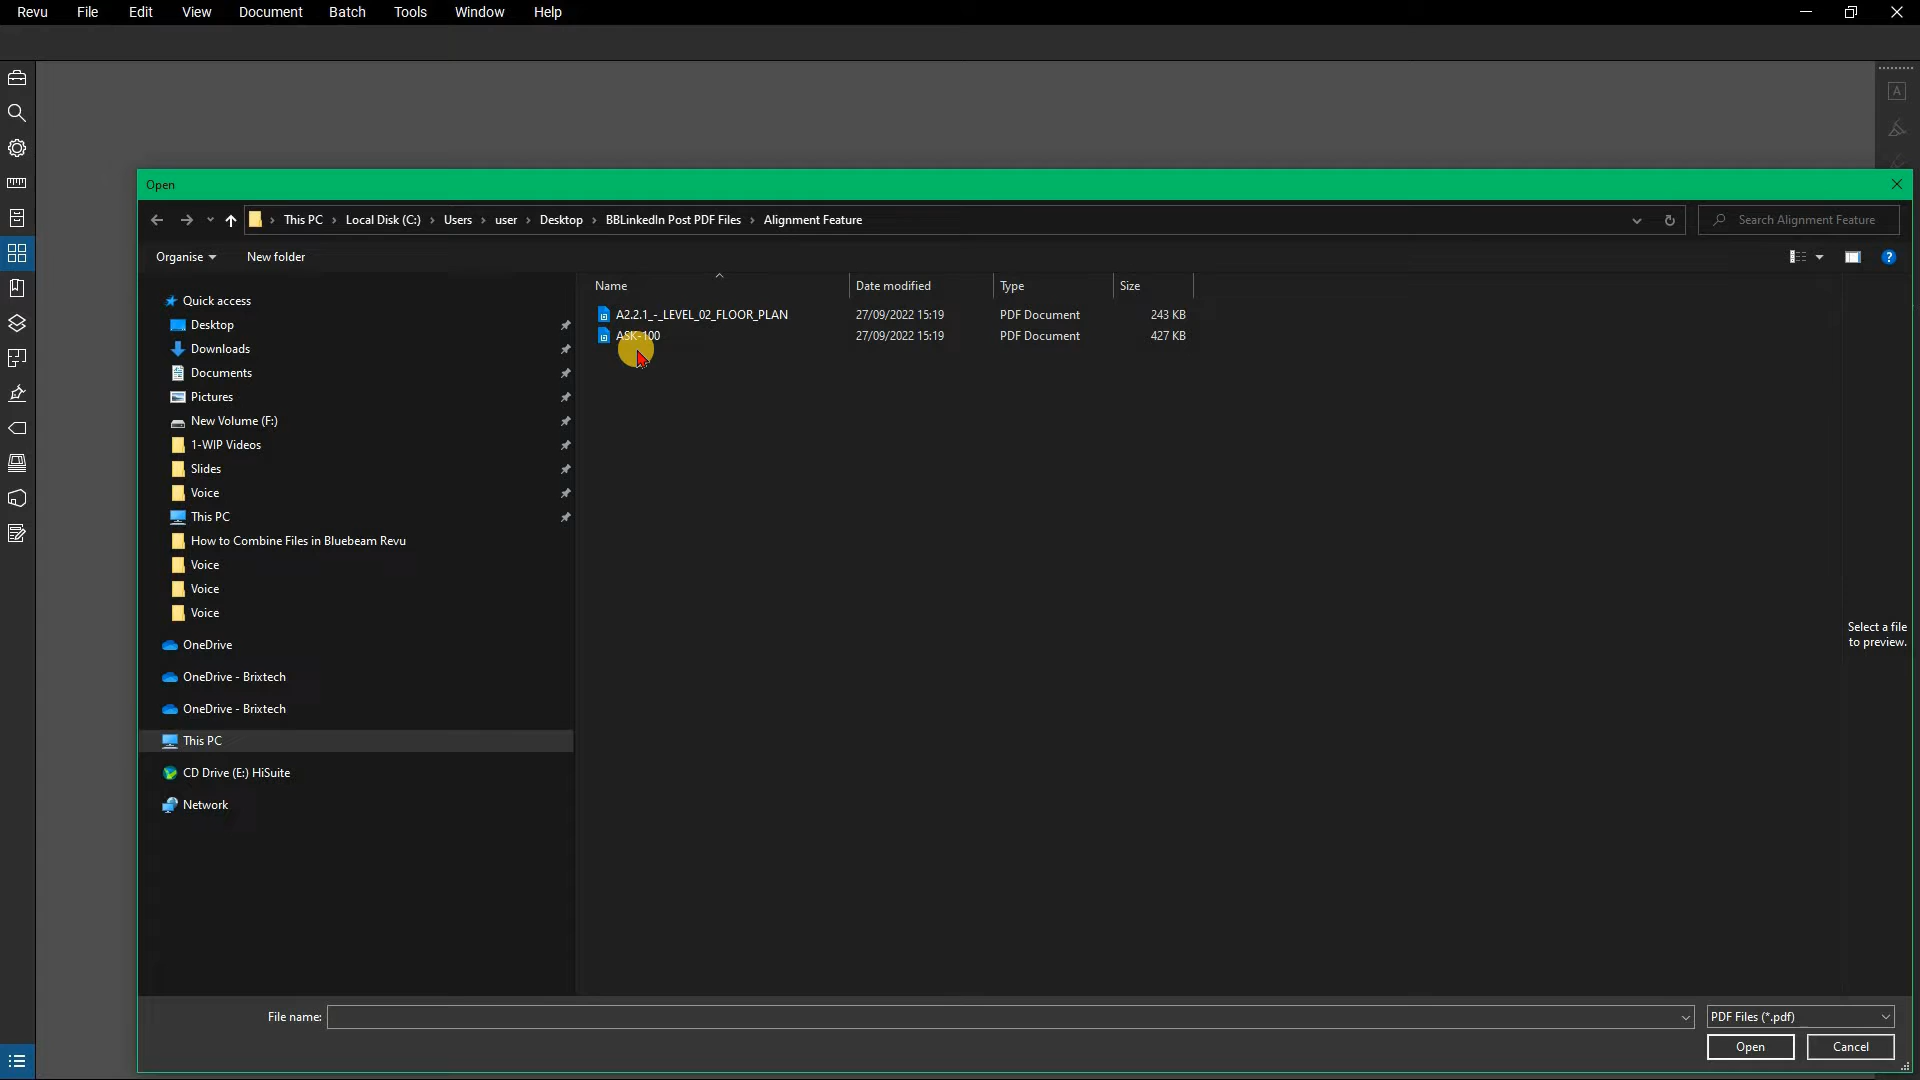 Revu File Edit View Document Batch Tools Window Help
A
Open
This PC › Local Disk (C:) › Users › user › Desktop › BBLinkedIn Post PDF Files › Alignment Feature
Search Alignment Feature
Organise New folder
?
Quick access
Desktop
Downloads
Documents
Pictures
New Volume (F:)
1-WIP Videos
Slides
Voice
This PC
How to Combine Files in Bluebeam Revu
Voice
Voice
Voice
OneDrive
OneDrive - Brixtech
OneDrive - Brixtech
This PC
CD Drive (E:) HiSuite
Network
Name Date modified Type Size
A2.2.1_-_LEVEL_02_FLOOR_PLAN 27/09/2022 15:19 PDF Document 243 KB
ASK-100 27/09/2022 15:19 PDF Document 427 KB
Select a file
to preview.
File name:
PDF Files (*.pdf)
Open Cancel